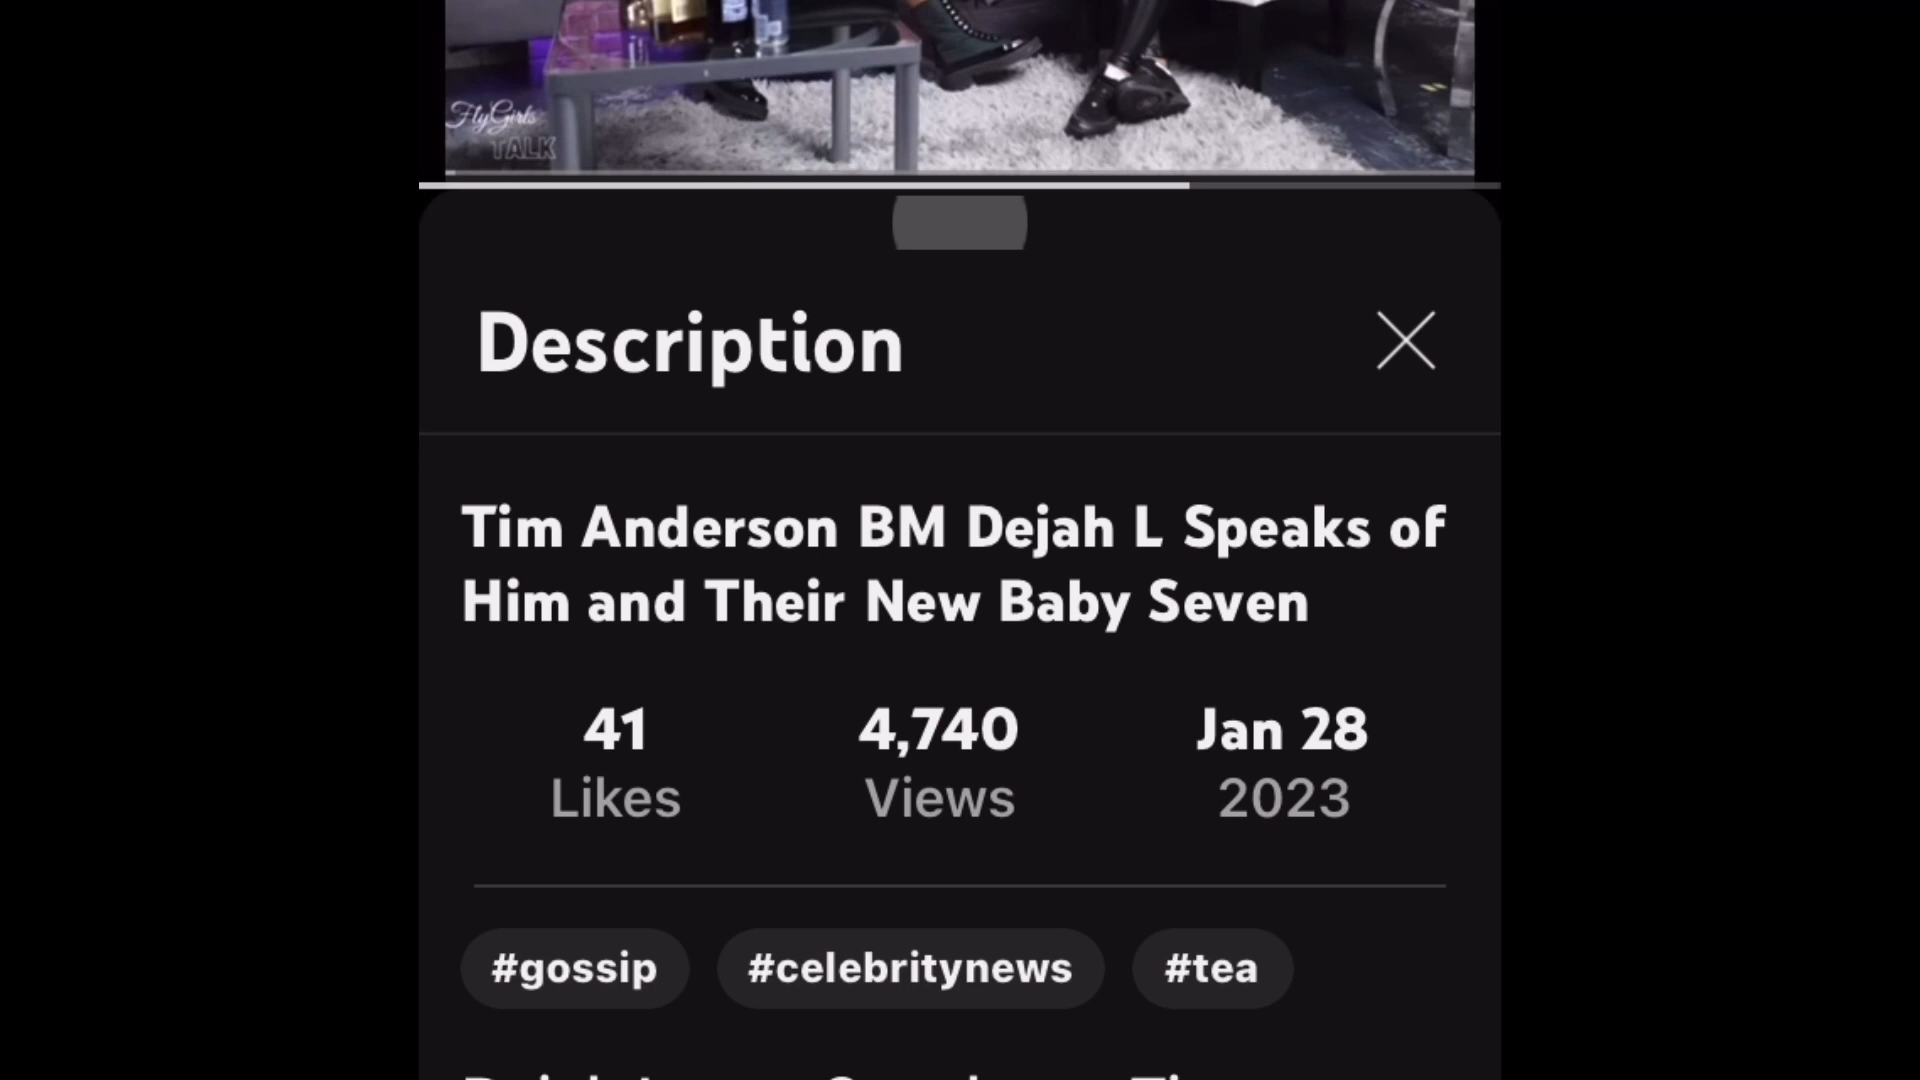 FlyGirls
TALK
Description
Tim Anderson BM Dejah L Speaks of
Him and Their New Baby Seven
41 4,740 Jan 28
Likes Views 2023
#gossip #celebritynews #tea